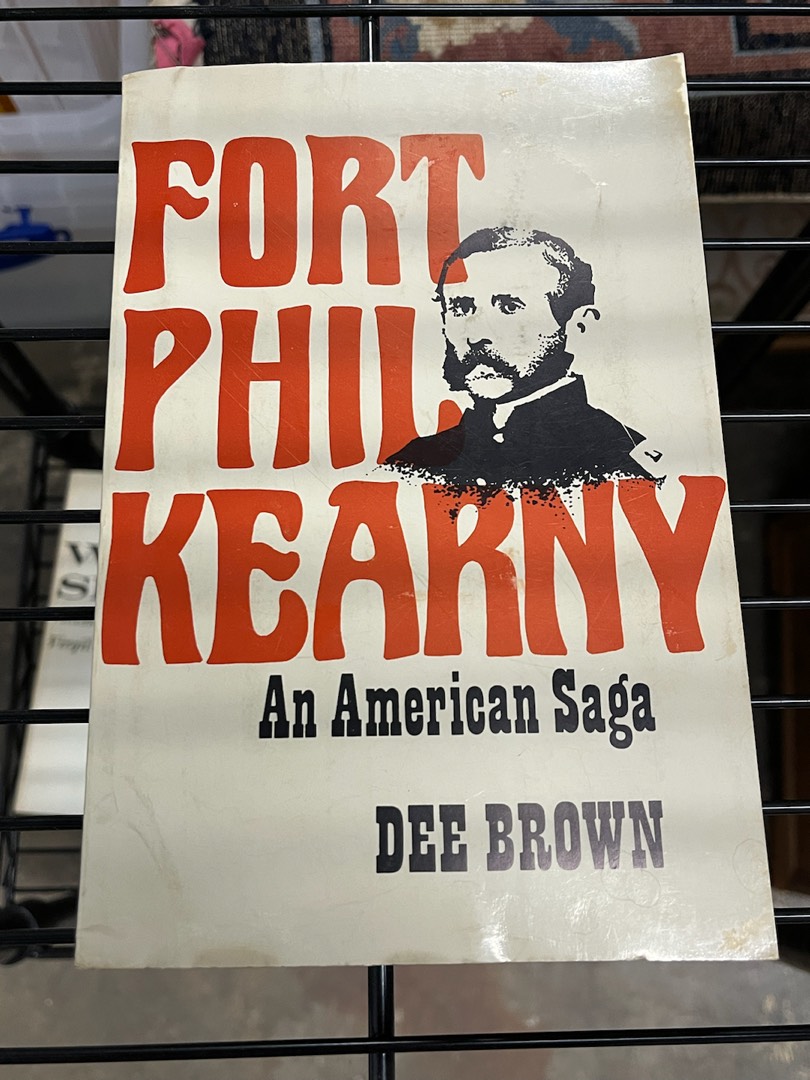 FORT
PHIL
KEARNY
An American Saga
DEE BROWN